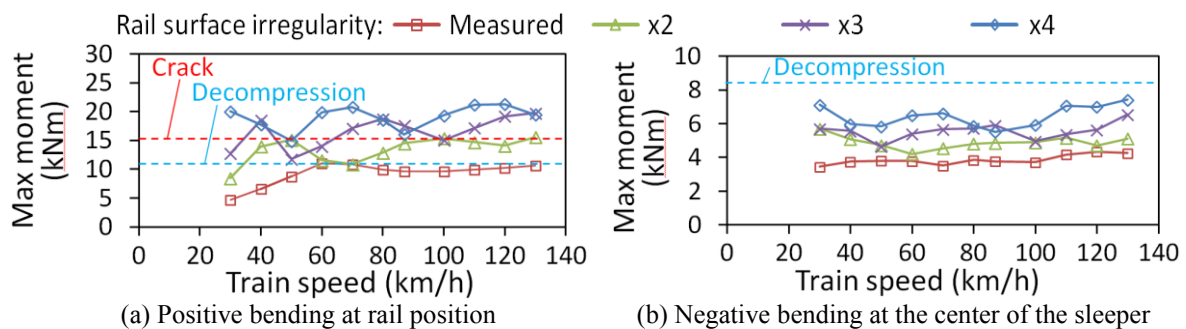 Rail surface irregularity: Measured x2 x3 x4
Max moment (kNm)
30
25
20
15
10
5
0
Crack
Decompression
0 20 40 60 80 100 120 140
Train speed (km/h)
(a) Positive bending at rail position
Max moment (kNm)
10
8
6
4
2
0
Decompression
0 20 40 60 80 100 120 140
Train speed (km/h)
(b) Negative bending at the center of the sleeper